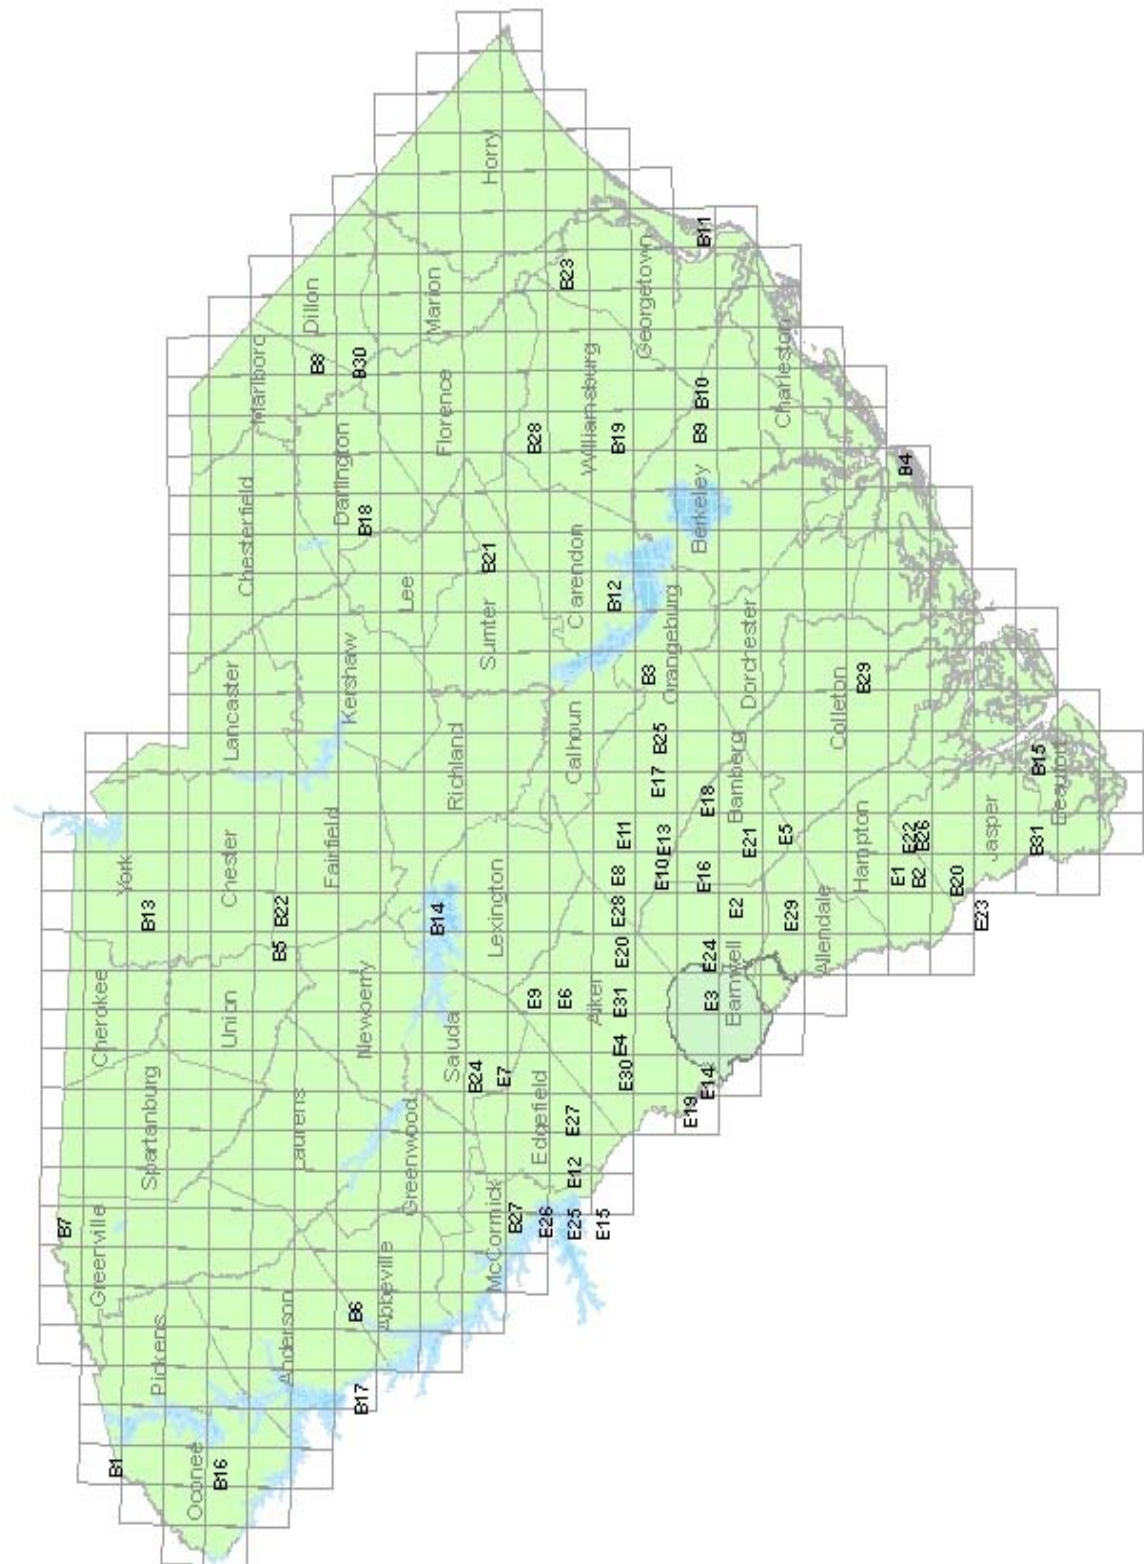 Horry
B11
B23
Georgetown
Dillon
Marion
Marlboro
B8
B30
Florence
Williamsburg
B10
Charleston
Darlington
B28
B19
B9
B4
Chesterfield
B18
Berkeley
B21
Clarendon
Lee
B12
Orangeburg
Sumter
Dorchester
Kershaw
B3
B29
Lancaster
Colleton
Richland
Calhoun
B25
Bamberg
B15
Beaufort
E17
E18
Fairfield
Chester
York
E11
E13
E21
E5
Hampton
E22
B26
Jasper
B31
E8
E10
E16
E1
B2
B20
B13
B22
B14
Lexington
E28
E2
E29
E23
B5
E20
E24
Allendale
Cherokee
Union
Newberry
E9
E6
Aiken
E31
E3
Barnwell
Saluda
E4
B24
E7
E30
E14
Spartanburg
Laurens
Greenwood
Edgefield
E27
E19
E12
McCormick
B27
E26
E25
E15
B7
Greenville
Abbeville
B6
Pickens
Anderson
B17
B1
Oconee
B16